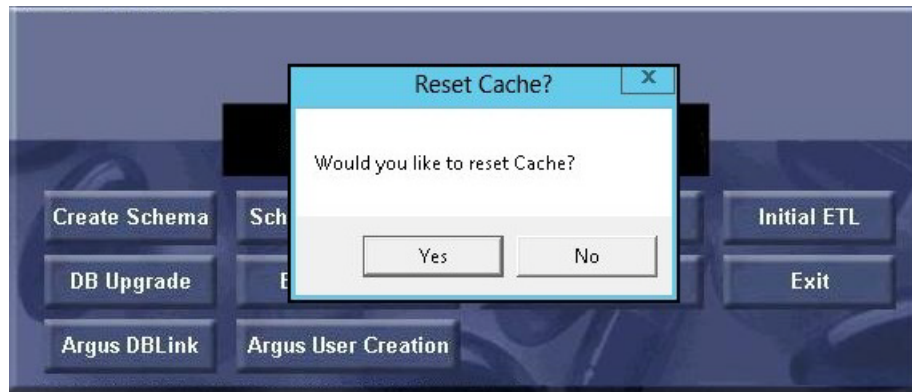 Reset Cache?
X
Would you like to reset Cache?
Yes
No
Create Schema
Sch
Initial ETL
DB Upgrade
Exit
Argus DBLink
Argus User Creation